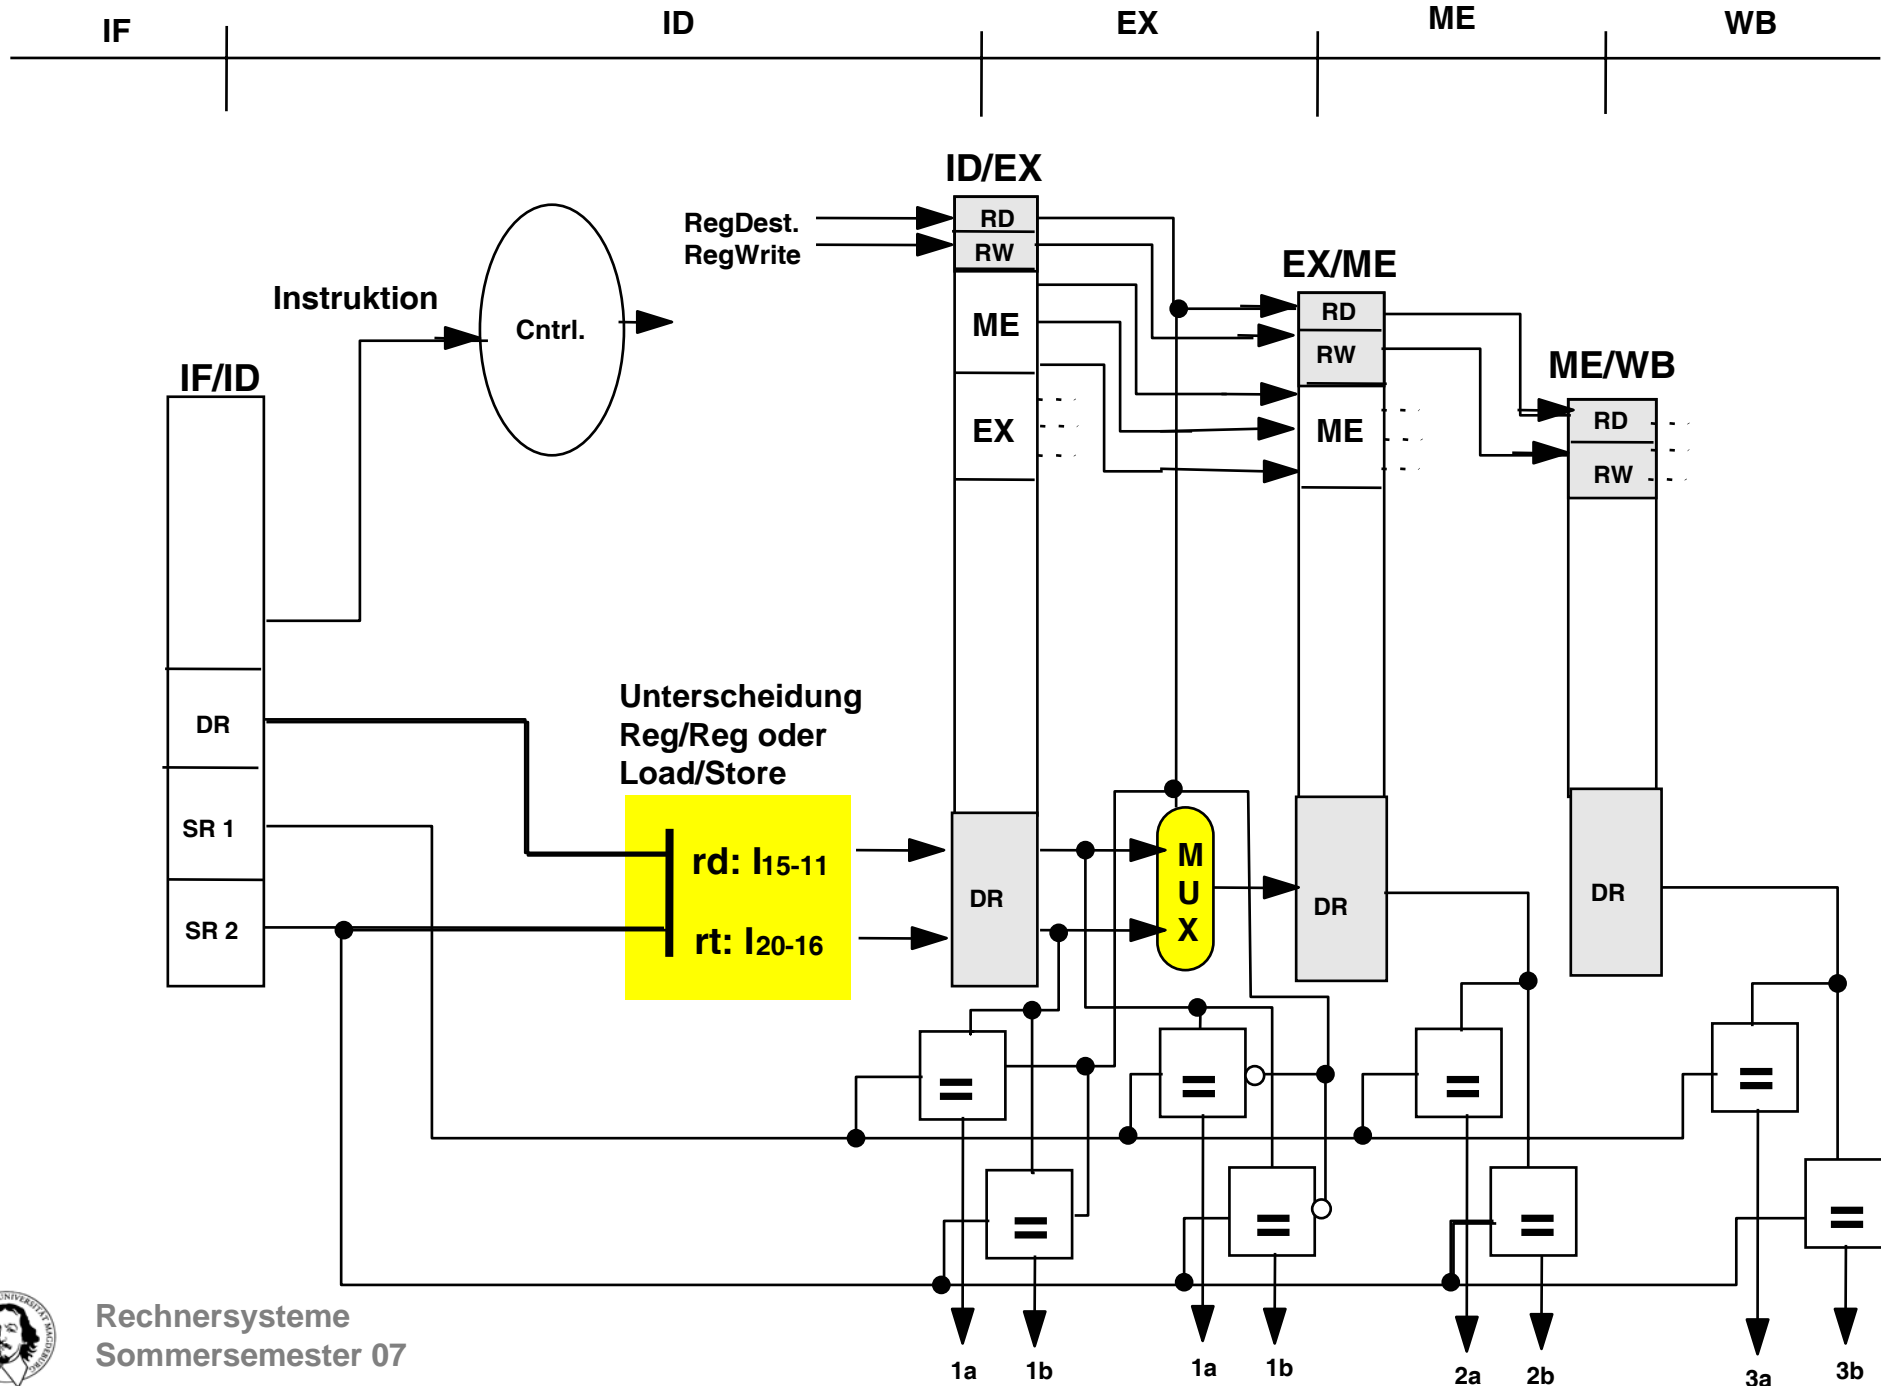 IF
ID
EX
ME
WB
ID/EX
RegDest.
RegWrite
RD
RW
ME
EX
EX/ME
RD
RW
ME
ME/WB
RD
RW
Instruktion
Cntrl.
IF/ID
DR
SR 1
SR 2
Unterscheidung
Reg/Reg oder
Load/Store
rd: I15-11
rt: I20-16
DR
M
U
X
DR
DR
=
=
=
=
=
=
=
=
1a
1b
1a
1b
2a
2b
3a
3b
Rechnersysteme
Sommersemester 07